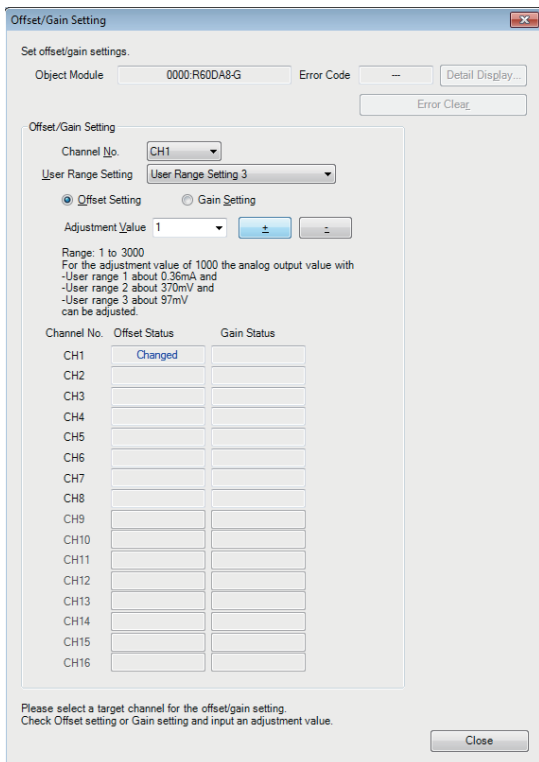 Offset/Gain Setting
Set offset/gain settings.
Object Module 0000:R60DA8-G Error Code --- Detail Display...
Error Clear
Offset/Gain Setting
Channel No. CH1
User Range Setting User Range Setting 3
Offset Setting Gain Setting
Adjustment Value 1 + -
Range: 1 to 3000
For the adjustment value of 1000 the analog output value with
-User range 1 about 0.36mA and
-User range 2 about 370mV and
-User range 3 about 97mV
can be adjusted.
Channel No. Offset Status Gain Status
CH1 Changed
CH2
CH3
CH4
CH5
CH6
CH7
CH8
CH9
CH10
CH11
CH12
CH13
CH14
CH15
CH16
Please select a target channel for the offset/gain setting.
Check Offset setting or Gain setting and input an adjustment value.
Close